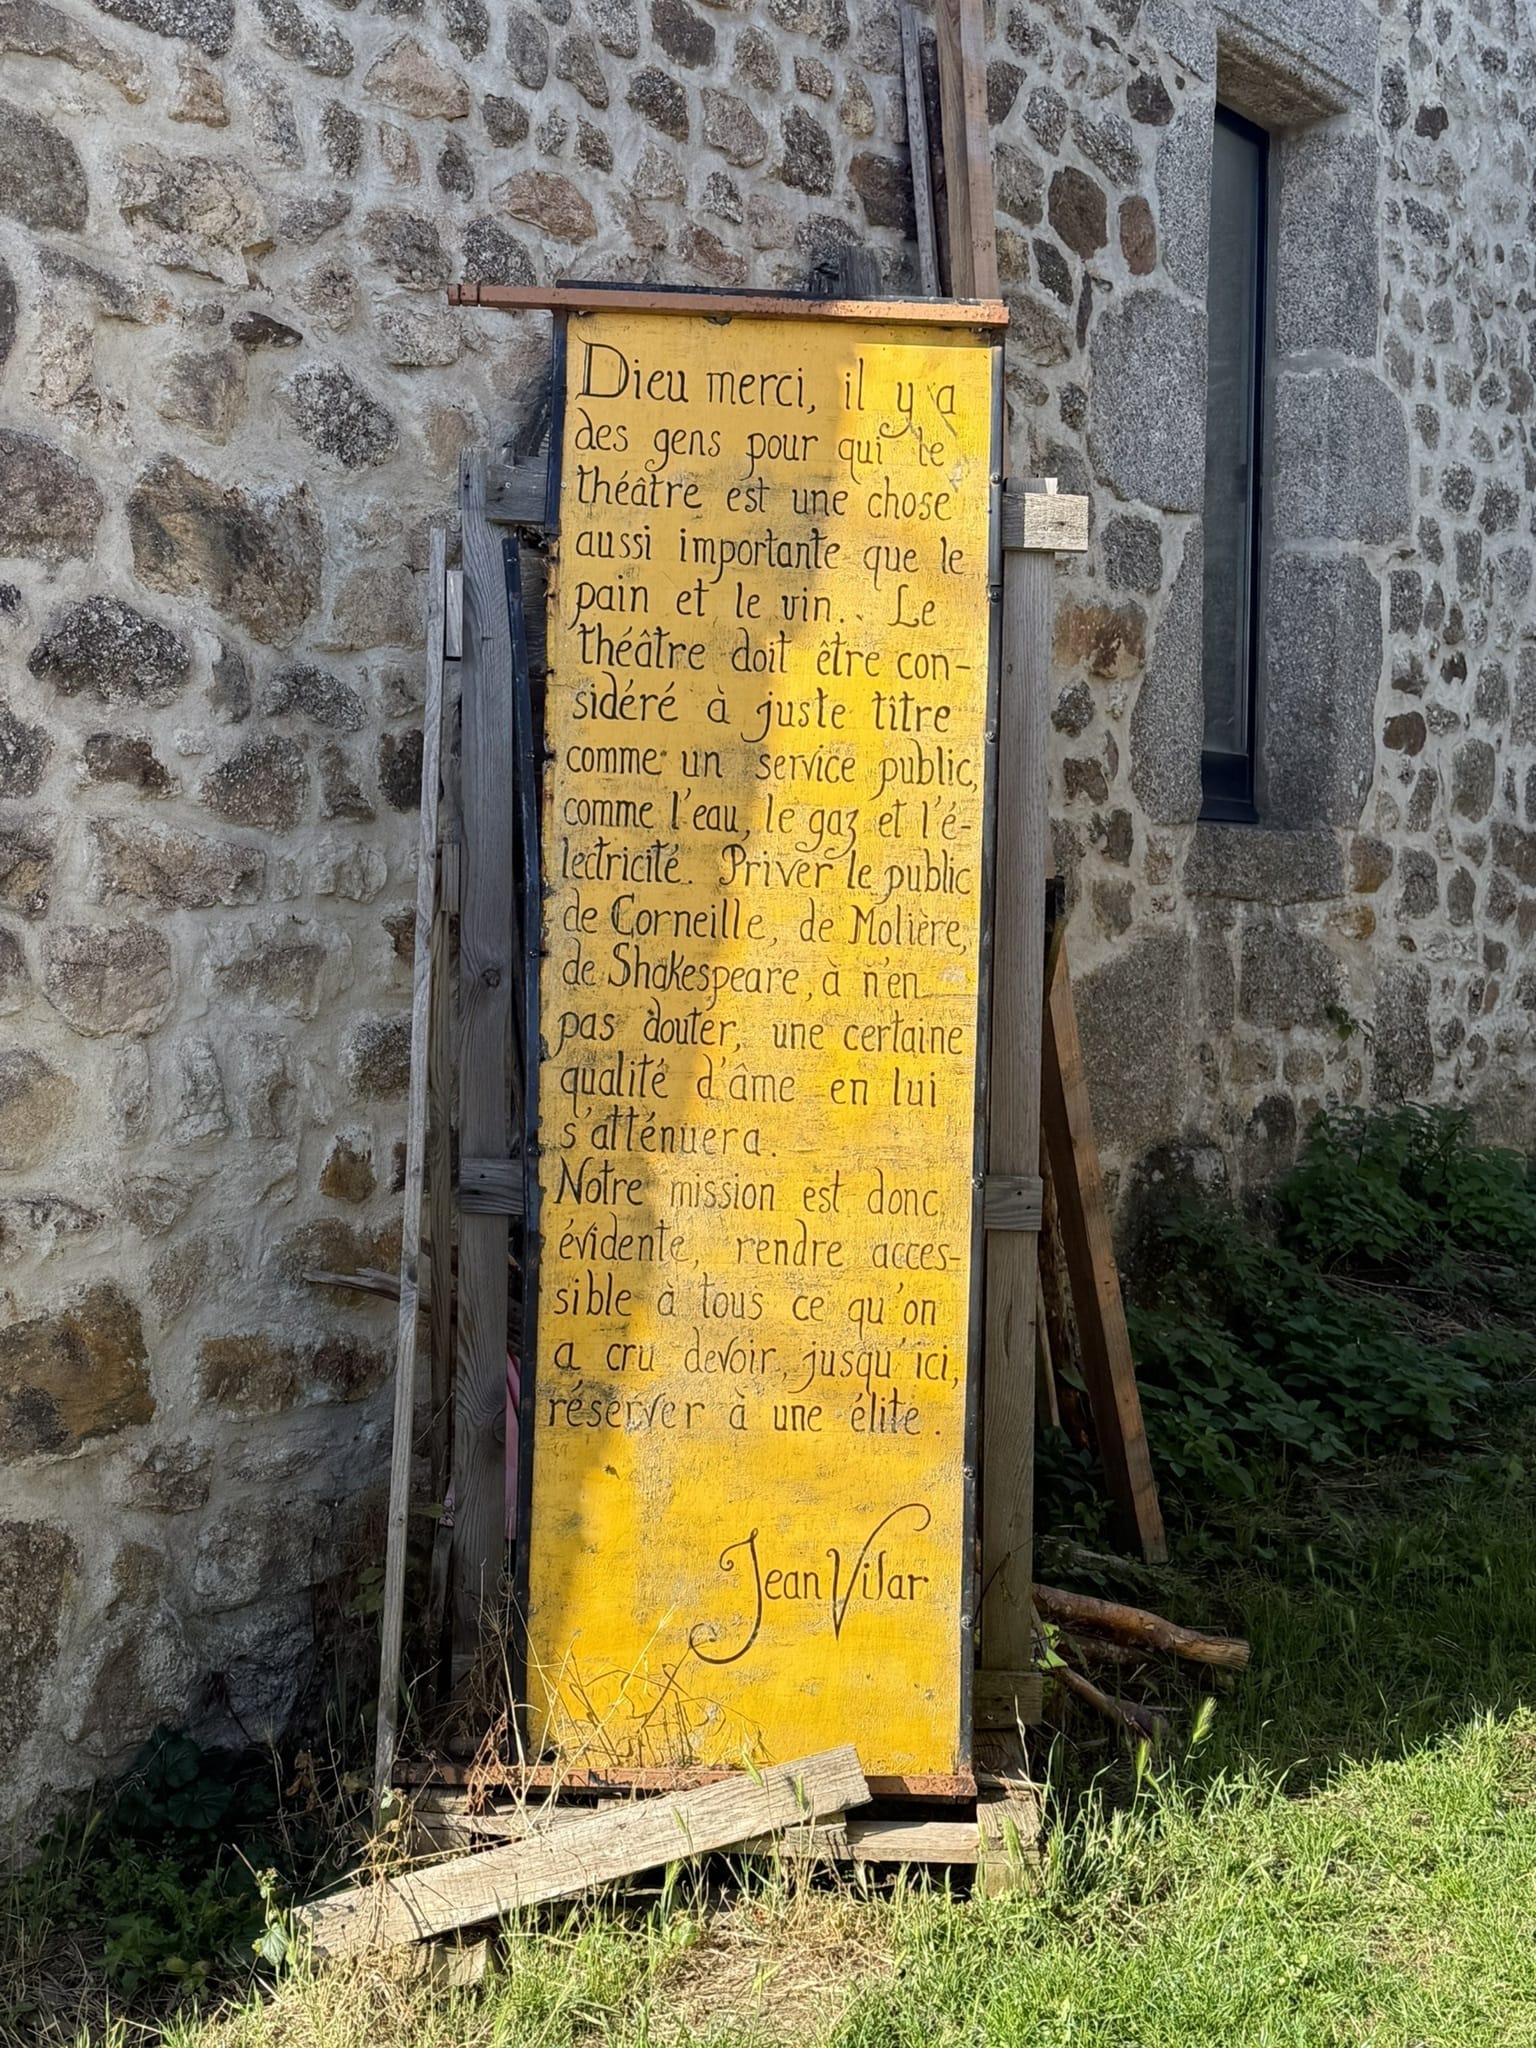 Dieu merci, il y a
des gens pour qui le
théâtre est une chose
aussi importante que le
pain et le vin.. Le
théâtre doit être con-
sidéré à juste tître
comme un service public,
comme l'eau, le gaz et l'é-
lectricité. Priver le public
de Corneille, de Molière,
de Shakespeare, à n'en
pas douter, une certaine
qualité d'âme en lui
s'atténuera.
Notre mission est donc
évidente, rendre acces-
sible à tous ce qu'on
a cru devoir, jusqu'ici,
réserver à une élite.
Jean Vilar